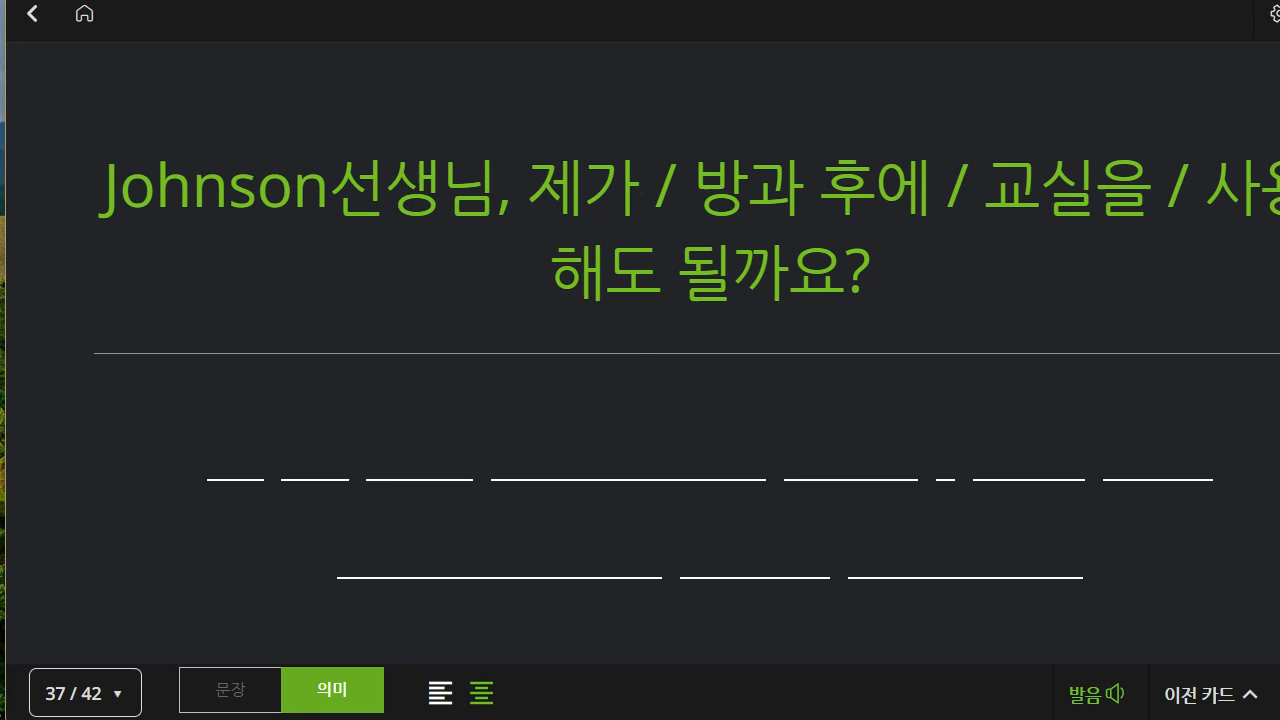 Johnson선생님, 제가 / 방과 후에 / 교실을 / 사용
해도 될까요?
37 / 42
문장
의미
발음
이전 카드